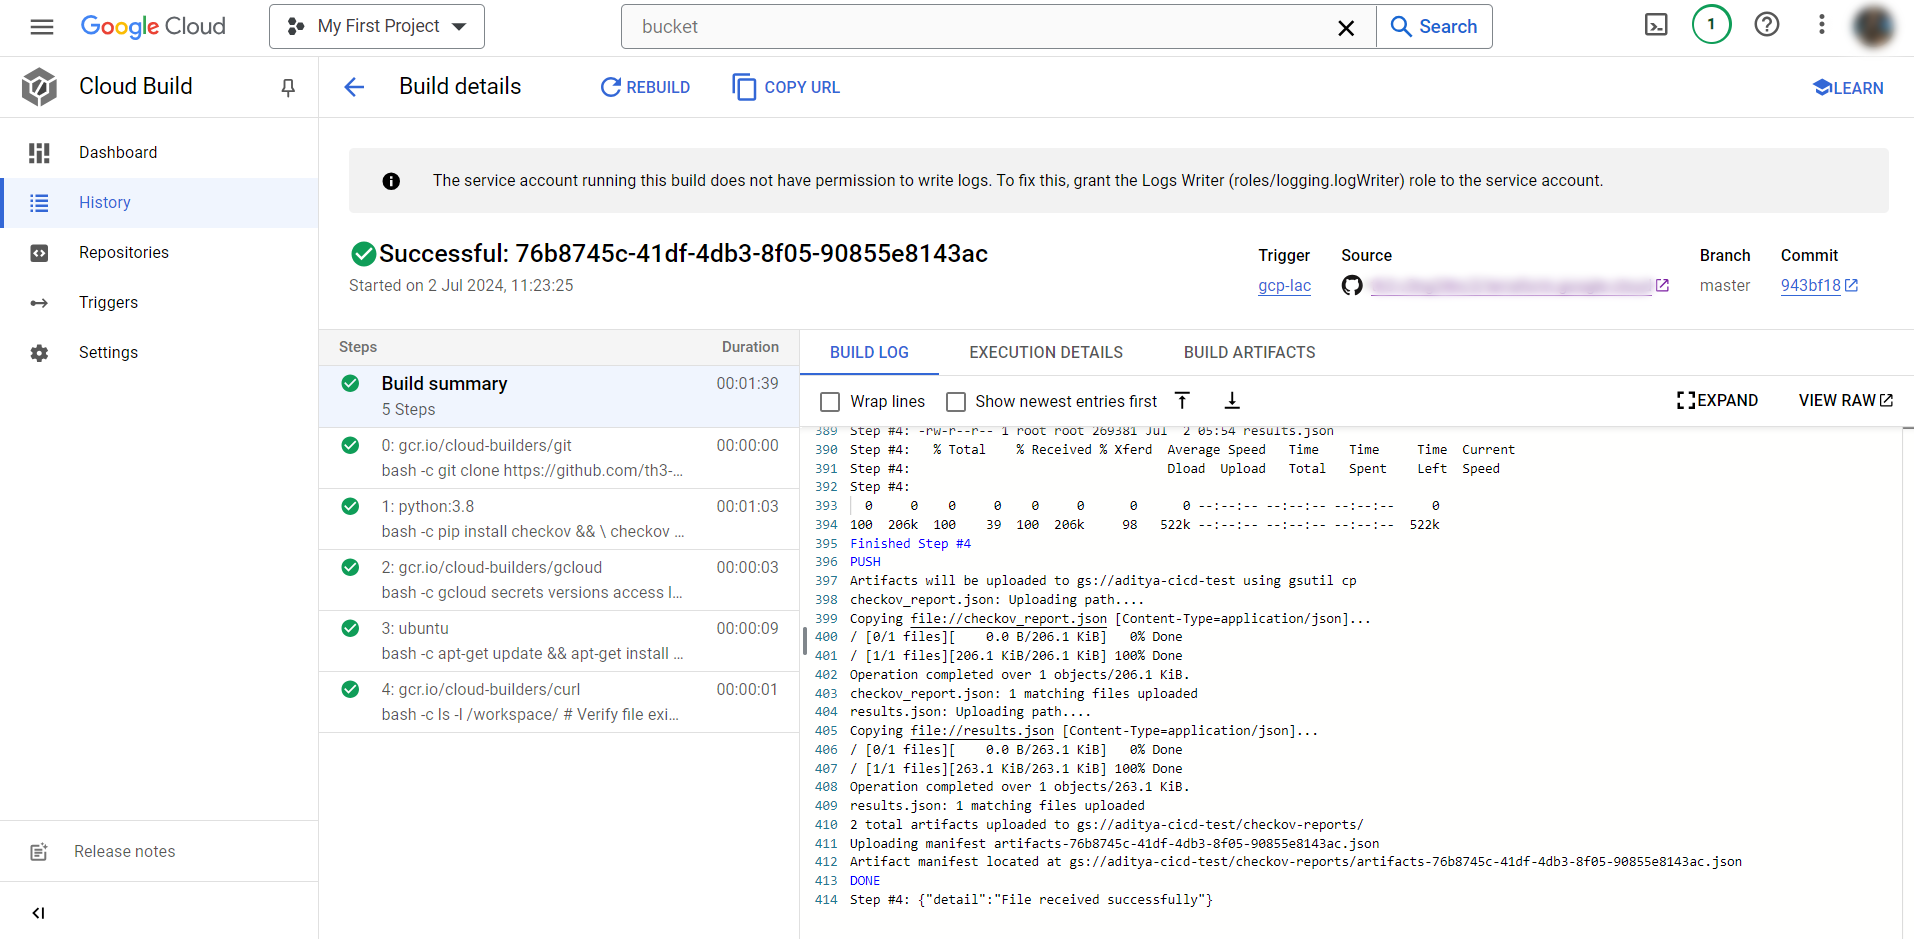 Google Cloud
My First Project
bucket
Search
1
Cloud Build
Build details
REBUILD
COPY URL
LEARN
Dashboard
History
Repositories
Triggers
Settings
Release notes
The service account running this build does not have permission to write logs. To fix this, grant the Logs Writer (roles/logging.logWriter) role to the service account.
Successful: 76b8745c-41df-4db3-8f05-90855e8143ac
Started on 2 Jul 2024, 11:23:25
Trigger
gcp-lac
Source
Branch
master
Commit
943bf18
Steps Duration
Build summary 00:01:39
5 Steps
0: gcr.io/cloud-builders/git 00:00:00
bash -c git clone https://github.com/th3-...
1: python:3.8 00:01:03
bash -c pip install checkov && \ checkov ...
2: gcr.io/cloud-builders/gcloud 00:00:03
bash -c gcloud secrets versions access l...
3: ubuntu 00:00:09
bash -c apt-get update && apt-get install ...
4: gcr.io/cloud-builders/curl 00:00:01
bash -c ls -l /workspace/ # Verify file exi...
BUILD LOG EXECUTION DETAILS BUILD ARTIFACTS
Wrap lines Show newest entries first EXPAND VIEW RAW
389 Step #4: -rw-r--r-- 1 root root 269381 Jul 2 05:54 results.json
390 Step #4: % Total % Received % Xferd Average Speed Time Time Time Current
391 Step #4: Dload Upload Total Spent Left Speed
392 Step #4:
393 0 0 0 0 0 0 0 0 --:--:-- --:--:-- --:--:-- 0
394 100 206k 100 39 100 206k 98 522k --:--:-- --:--:-- --:--:-- 522k
395 Finished Step #4
396 PUSH
397 Artifacts will be uploaded to gs://aditya-cicd-test using gsutil cp
398 checkov_report.json: Uploading path....
399 Copying file://checkov_report.json [Content-Type=application/json]...
400 / [0/1 files][ 0.0 B/206.1 KiB] 0% Done
401 / [1/1 files][206.1 KiB/206.1 KiB] 100% Done
402 Operation completed over 1 objects/206.1 KiB.
403 checkov_report.json: 1 matching files uploaded
404 results.json: Uploading path....
405 Copying file://results.json [Content-Type=application/json]...
406 / [0/1 files][ 0.0 B/263.1 KiB] 0% Done
407 / [1/1 files][263.1 KiB/263.1 KiB] 100% Done
408 Operation completed over 1 objects/263.1 KiB.
409 results.json: 1 matching files uploaded
410 2 total artifacts uploaded to gs://aditya-cicd-test/checkov-reports/
411 Uploading manifest artifacts-76b8745c-41df-4db3-8f05-90855e8143ac.json
412 Artifact manifest located at gs://aditya-cicd-test/checkov-reports/artifacts-76b8745c-41df-4db3-8f05-90855e8143ac.json
413 DONE
414 Step #4: {"detail":"File received successfully"}